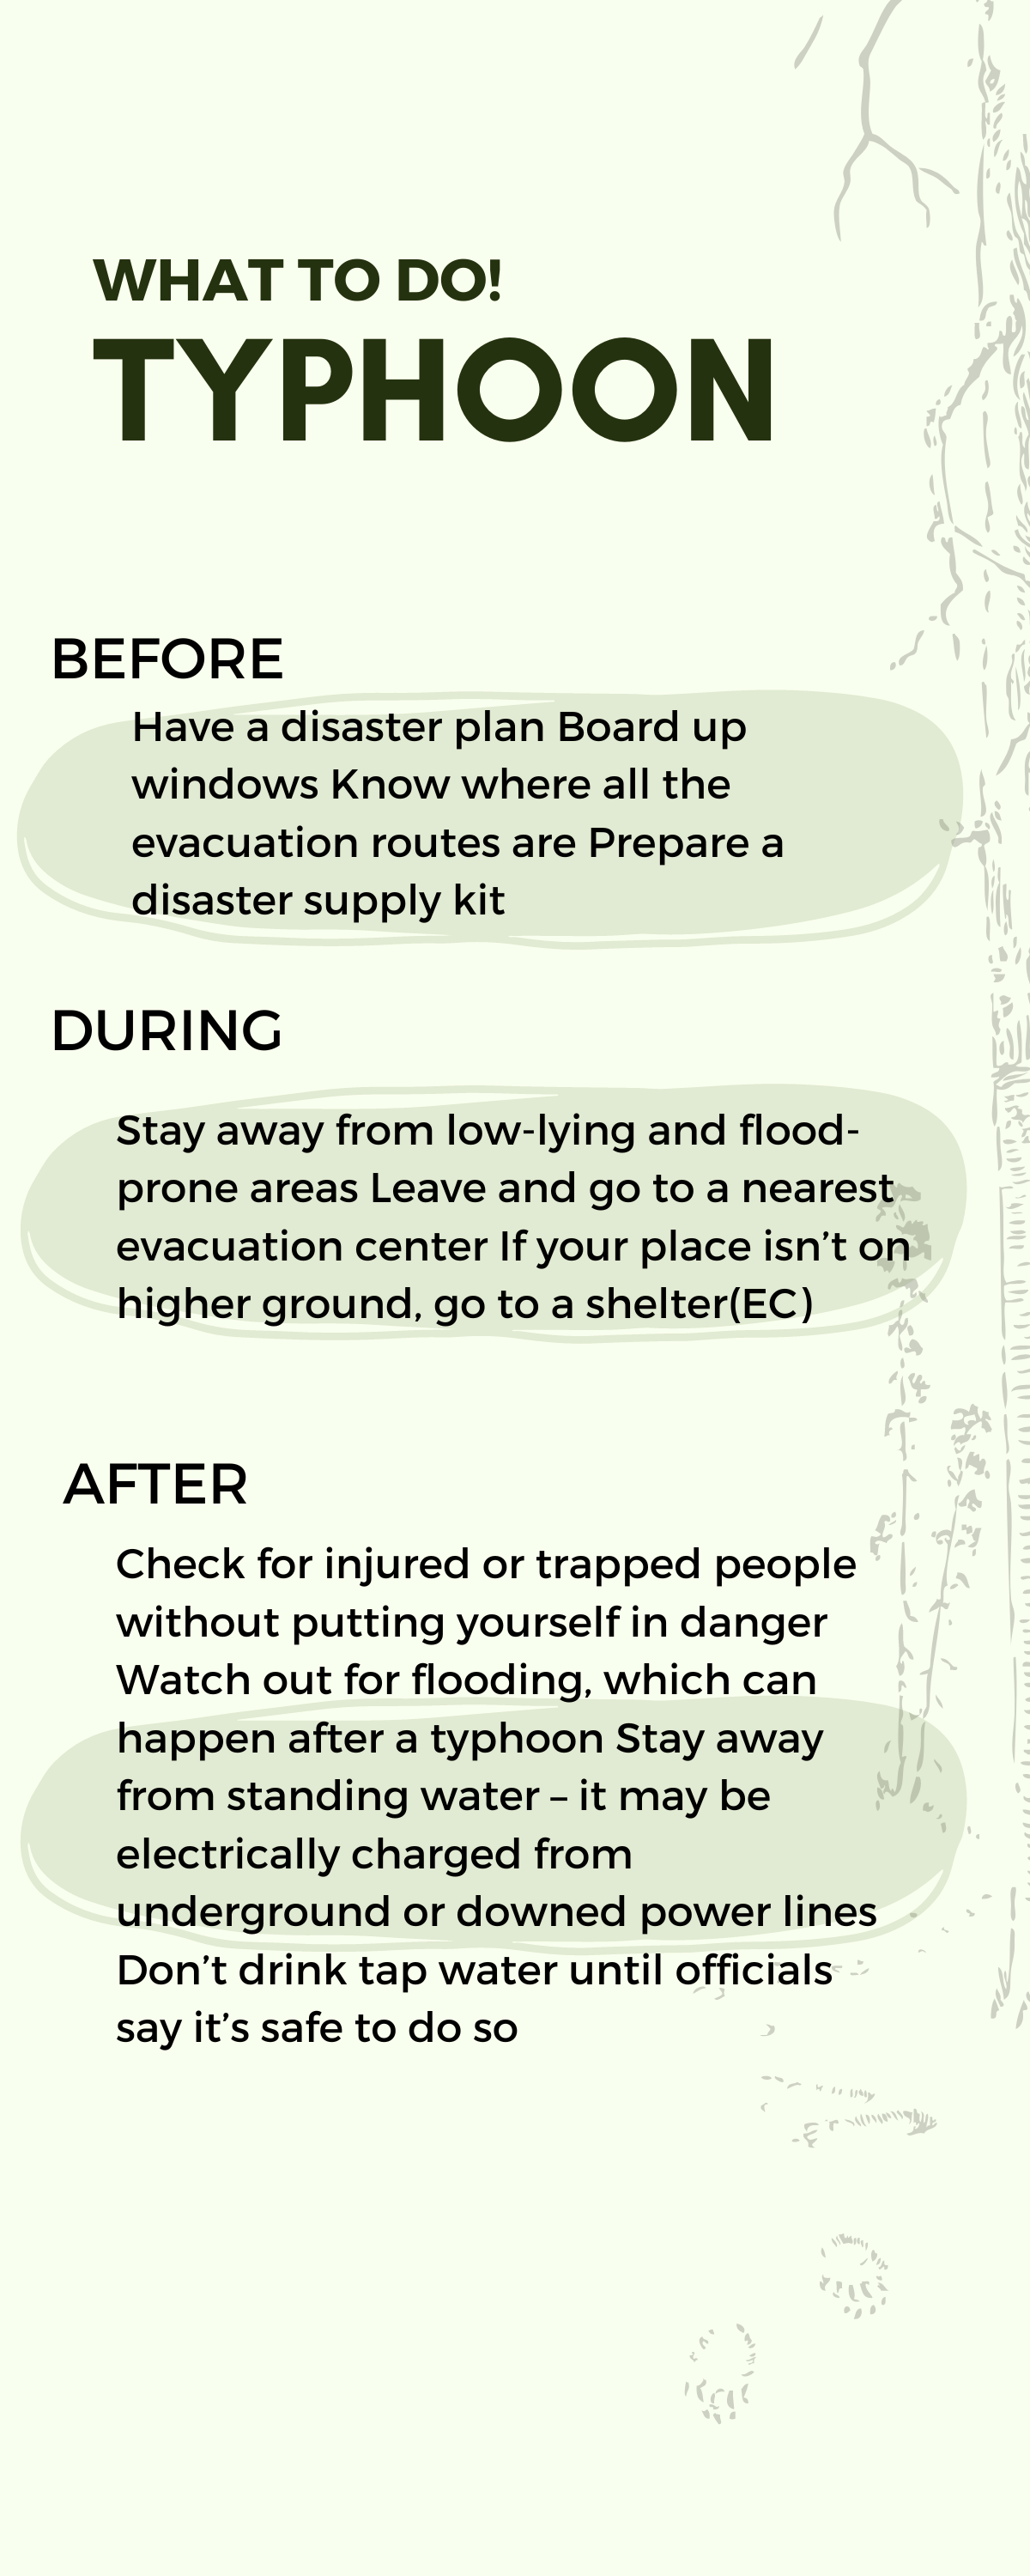 WHAT TO DO!
TYPHOON
BEFORE
Have a disaster plan Board up
windows Know where all the
evacuation routes are Prepare a
disaster supply kit
DURING
Stay away from low-lying and flood-
prone areas Leave and go to a nearest
evacuation center If your place isn’t on
higher ground, go to a shelter(EC)
AFTER
Check for injured or trapped people
without putting yourself in danger
Watch out for flooding, which can
happen after a typhoon Stay away
from standing water – it may be
electrically charged from
underground or downed power lines
Don’t drink tap water until officials
say it’s safe to do so